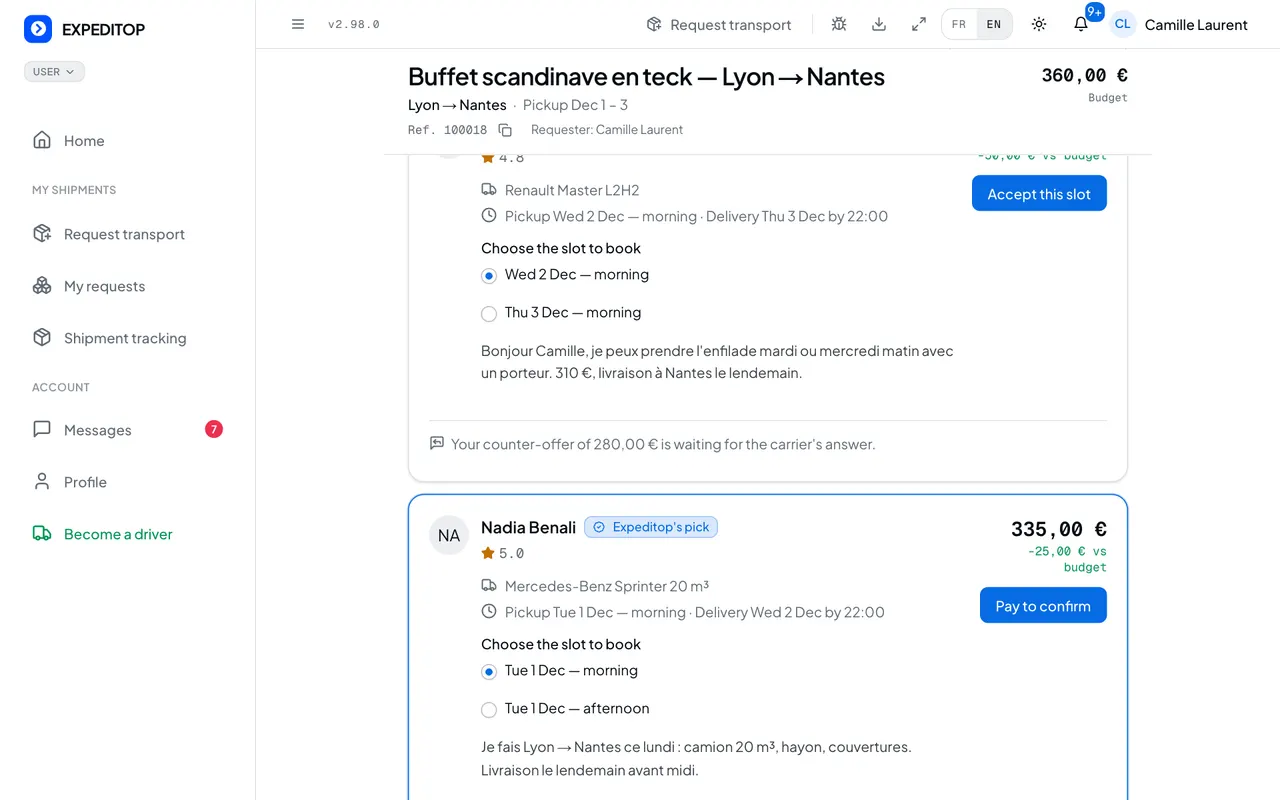 EXPEDITOP
USER
Home
MY SHIPMENTS
Request transport
My requests
Shipment tracking
ACCOUNT
Messages
7
Profile
Become a driver
v2.98.0
Request transport
FR
EN
9+
CL
Camille Laurent
Buffet scandinave en teck — Lyon → Nantes
360,00 €
Lyon → Nantes · Pickup Dec 1 – 3
Budget
Ref. 100018
Requester: Camille Laurent
4.8
-50,00 € vs budget
Renault Master L2H2
Accept this slot
Pickup Wed 2 Dec — morning · Delivery Thu 3 Dec by 22:00
Choose the slot to book
Wed 2 Dec — morning
Thu 3 Dec — morning
Bonjour Camille, je peux prendre l'enfilade mardi ou mercredi matin avec
un porteur. 310 €, livraison à Nantes le lendemain.
Your counter-offer of 280,00 € is waiting for the carrier's answer.
NA
Nadia Benali
Expeditop's pick
335,00 €
5.0
-25,00 € vs
budget
Mercedes-Benz Sprinter 20 m³
Pickup Tue 1 Dec — morning · Delivery Wed 2 Dec by 22:00
Pay to confirm
Choose the slot to book
Tue 1 Dec — morning
Tue 1 Dec — afternoon
Je fais Lyon → Nantes ce lundi : camion 20 m³, hayon, couvertures.
Livraison le lendemain avant midi.